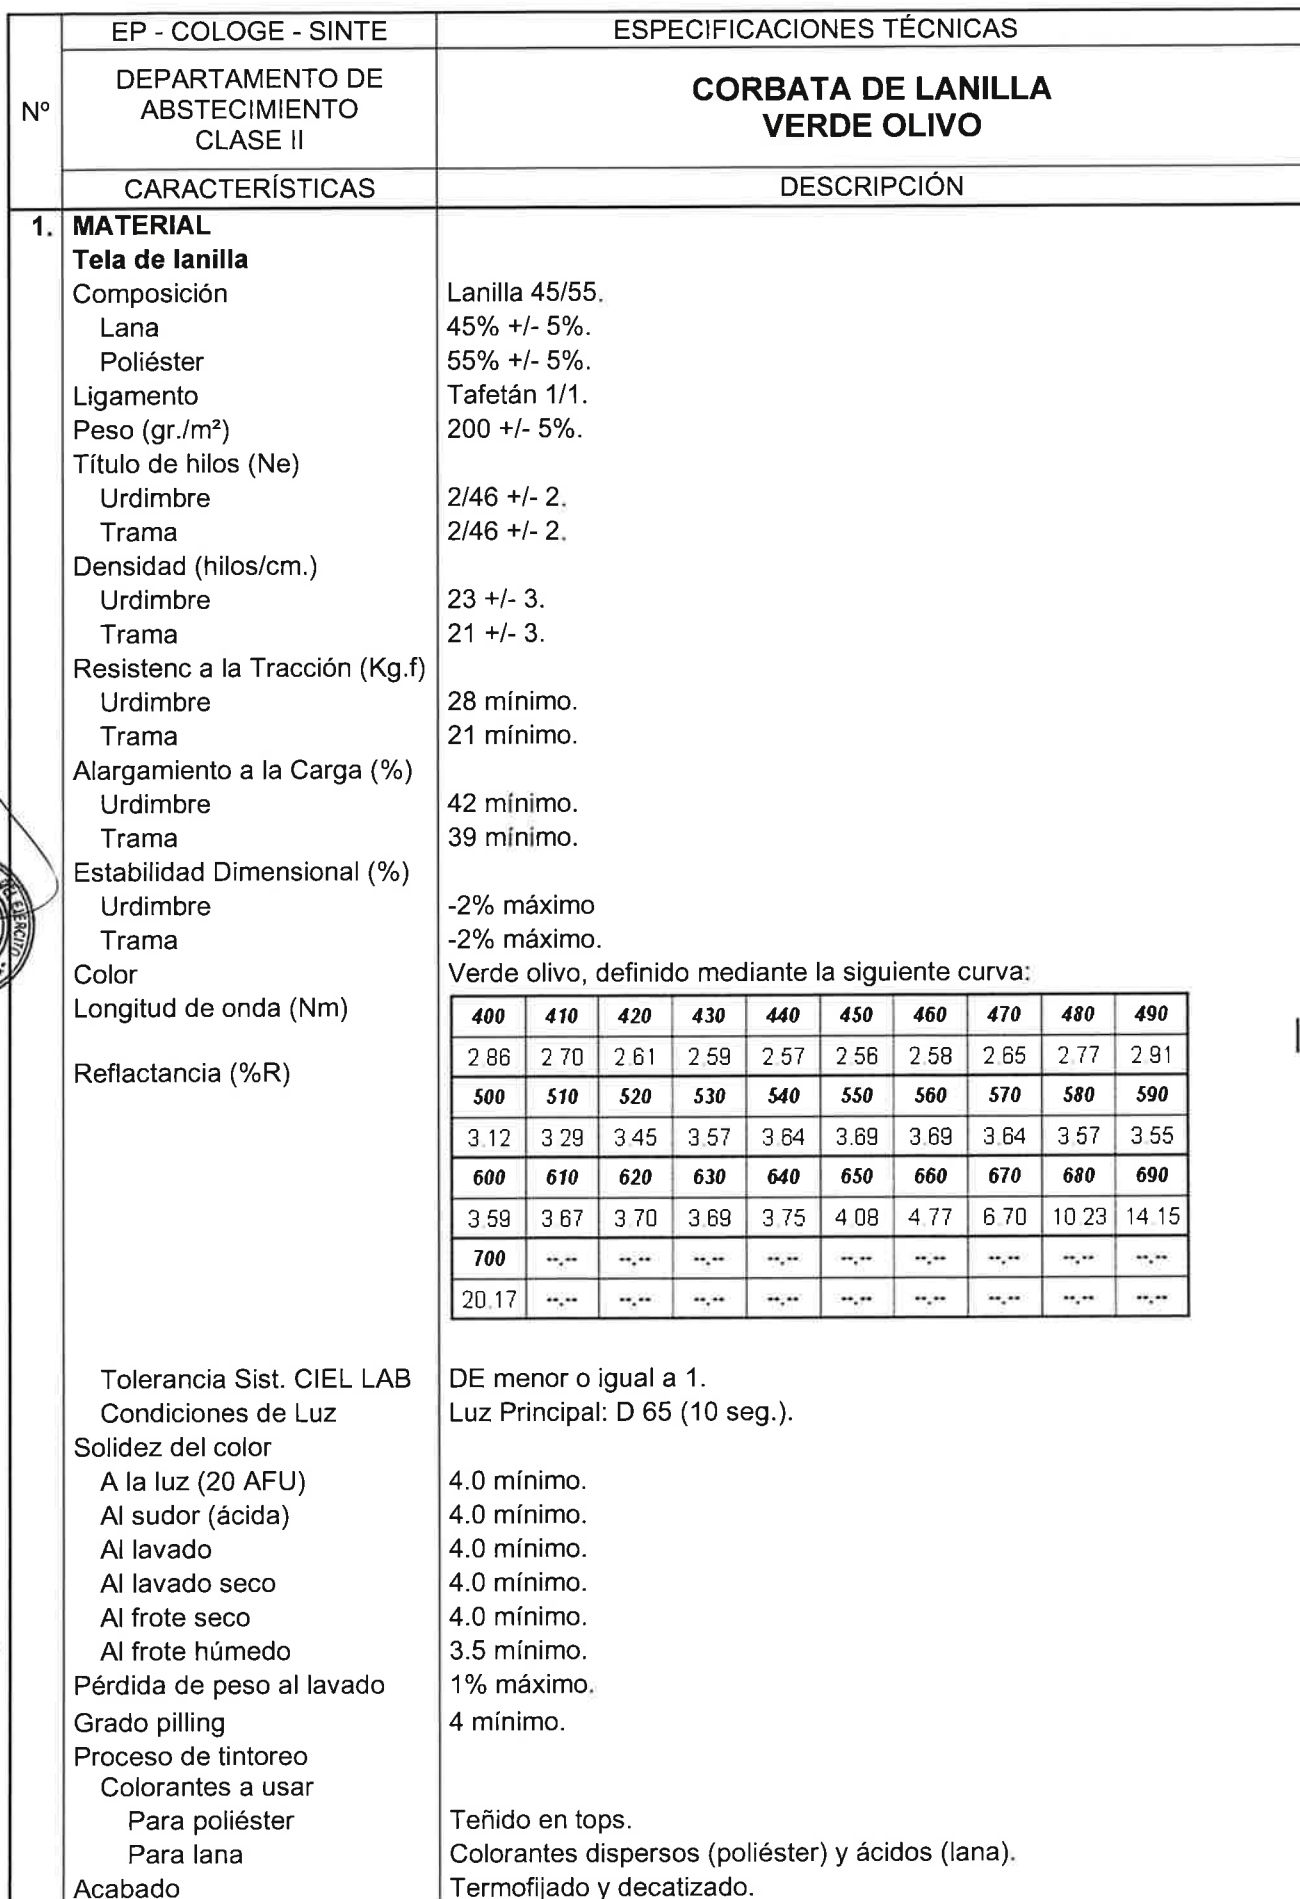 EP - COLOGE - SINTE ESPECIFICACIONES TÉCNICAS
Nº DEPARTAMENTO DE ABSTECIMIENTO CLASE II CORBATA DE LANILLA VERDE OLIVO
CARACTERÍSTICAS DESCRIPCIÓN
1. MATERIAL
Tela de lanilla
Composición Lanilla 45/55.
Lana 45% +/- 5%.
Poliéster 55% +/- 5%.
Ligamento Tafetán 1/1.
Peso (gr./m²) 200 +/- 5%.
Título de hilos (Ne)
Urdimbre 2/46 +/- 2.
Trama 2/46 +/- 2.
Densidad (hilos/cm.)
Urdimbre 23 +/- 3.
Trama 21 +/- 3.
Resistenc a la Tracción (Kg.f)
Urdimbre 28 mínimo.
Trama 21 mínimo.
Alargamiento a la Carga (%)
Urdimbre 42 mínimo.
Trama 39 mínimo.
Estabilidad Dimensional (%)
Urdimbre -2% máximo
Trama -2% máximo.
Color Verde olivo, definido mediante la siguiente curva:
Longitud de onda (Nm) 400 410 420 430 440 450 460 470 480 490
Reflactancia (%R) 2.86 2.70 2.61 2.59 2.57 2.56 2.58 2.65 2.77 2.91
500 510 520 530 540 550 560 570 580 590
3.12 3.29 3.45 3.57 3.64 3.69 3.69 3.64 3.57 3.55
600 610 620 630 640 650 660 670 680 690
3.59 3.67 3.70 3.69 3.75 4.08 4.77 6.70 10.23 14.15
700 --.-- --.-- --.-- --.-- --.-- --.-- --.-- --.-- --.--
20.17 --.-- --.-- --.-- --.-- --.-- --.-- --.-- --.-- --.--
Tolerancia Sist. CIEL LAB DE menor o igual a 1.
Condiciones de Luz Luz Principal: D 65 (10 seg.).
Solidez del color
A la luz (20 AFU) 4.0 mínimo.
Al sudor (ácida) 4.0 mínimo.
Al lavado 4.0 mínimo.
Al lavado seco 4.0 mínimo.
Al frote seco 4.0 mínimo.
Al frote húmedo 3.5 mínimo.
Pérdida de peso al lavado 1% máximo.
Grado pilling 4 mínimo.
Proceso de tintoreo
Colorantes a usar
Para poliéster Teñido en tops.
Para lana Colorantes dispersos (poliéster) y ácidos (lana).
Acabado Termofijado y decatizado.
EJÉRCITO